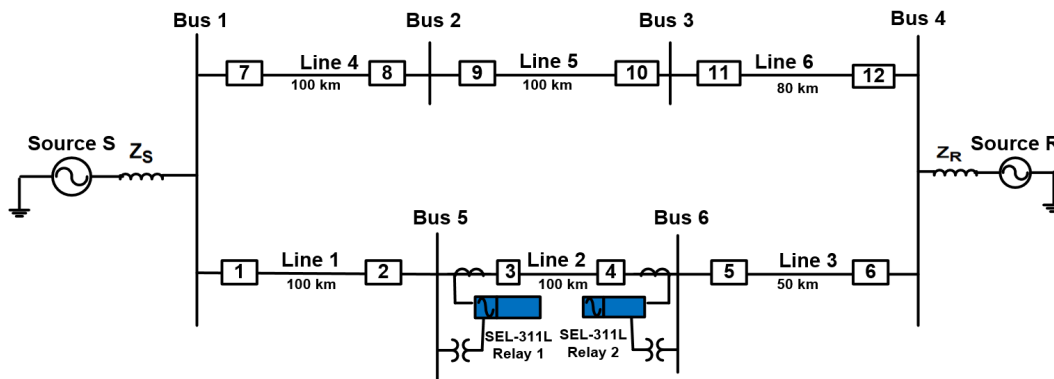 Bus 1
Bus 2
Bus 3
Bus 4
7
Line 4
100 km
8
9
Line 5
100 km
10
11
Line 6
80 km
12
Source S
ZS
ZR
Source R
Bus 5
Bus 6
1
Line 1
100 km
2
3
Line 2
100 km
4
5
Line 3
50 km
6
SEL-311L
Relay 1
SEL-311L
Relay 2